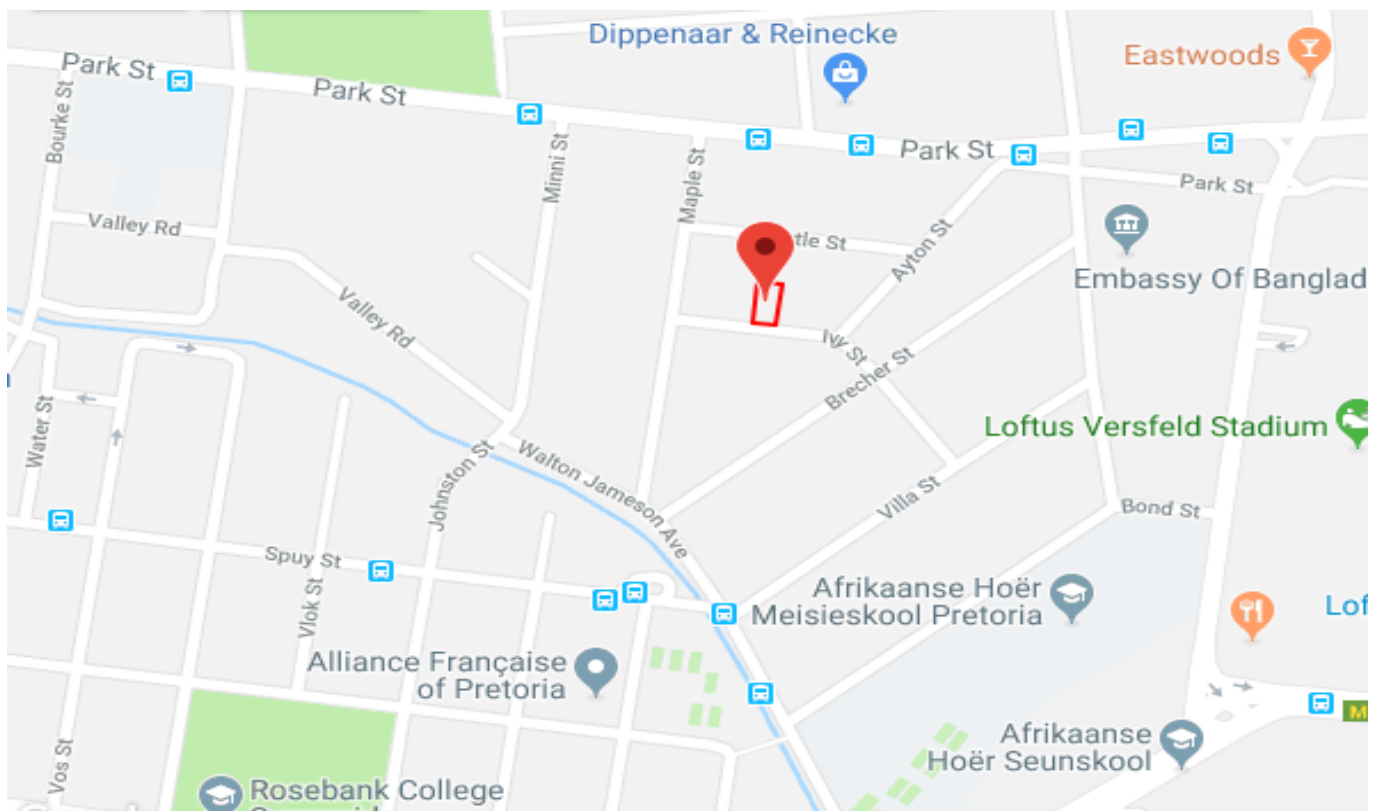 Dippenaar & Reinecke
Eastwoods
Park St
Park St
Bourke St
Minni St
Maple St
Park St
Park St
Valley Rd
tle St
Ayton St
Embassy Of Banglad
Valley Rd
Ivy St
Brecher St
Water St
Loftus Versfeld Stadium
Johnston St
Walton Jameson Ave
Villa St
Bond St
Spuy St
Vlok St
Afrikaanse Hoër
Meisieskool Pretoria
Lof
Alliance Française
of Pretoria
M
Afrikaanse
Hoër Seunskool
Vos St
Rosebank College